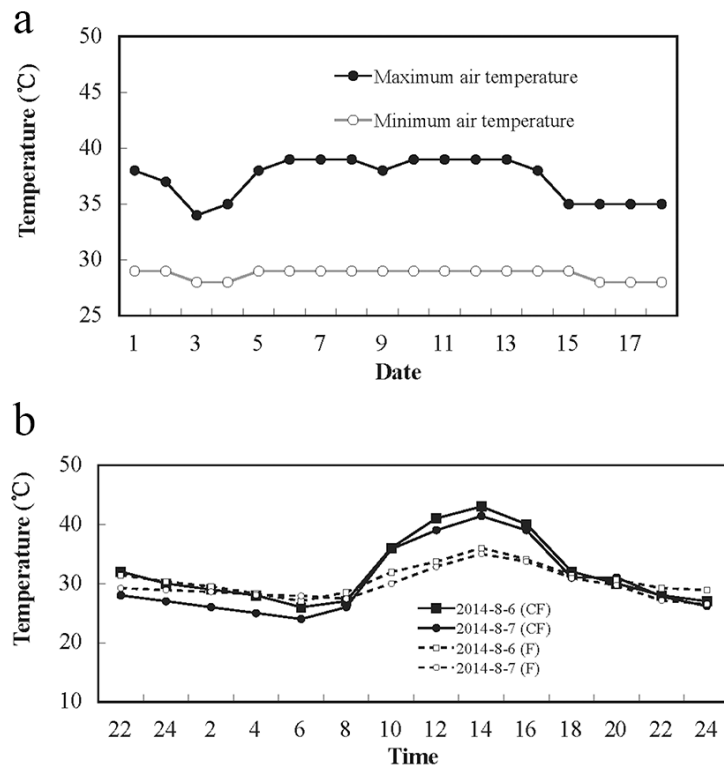 a
50
45
40
35
30
25
Temperature (℃)
Maximum air temperature
Minimum air temperature
1 3 5 7 9 11 13 15 17
Date
b
50
40
30
20
10
Temperature (℃)
2014-8-6 (CF)
2014-8-7 (CF)
2014-8-6 (F)
2014-8-7 (F)
22 24 2 4 6 8 10 12 14 16 18 20 22 24
Time